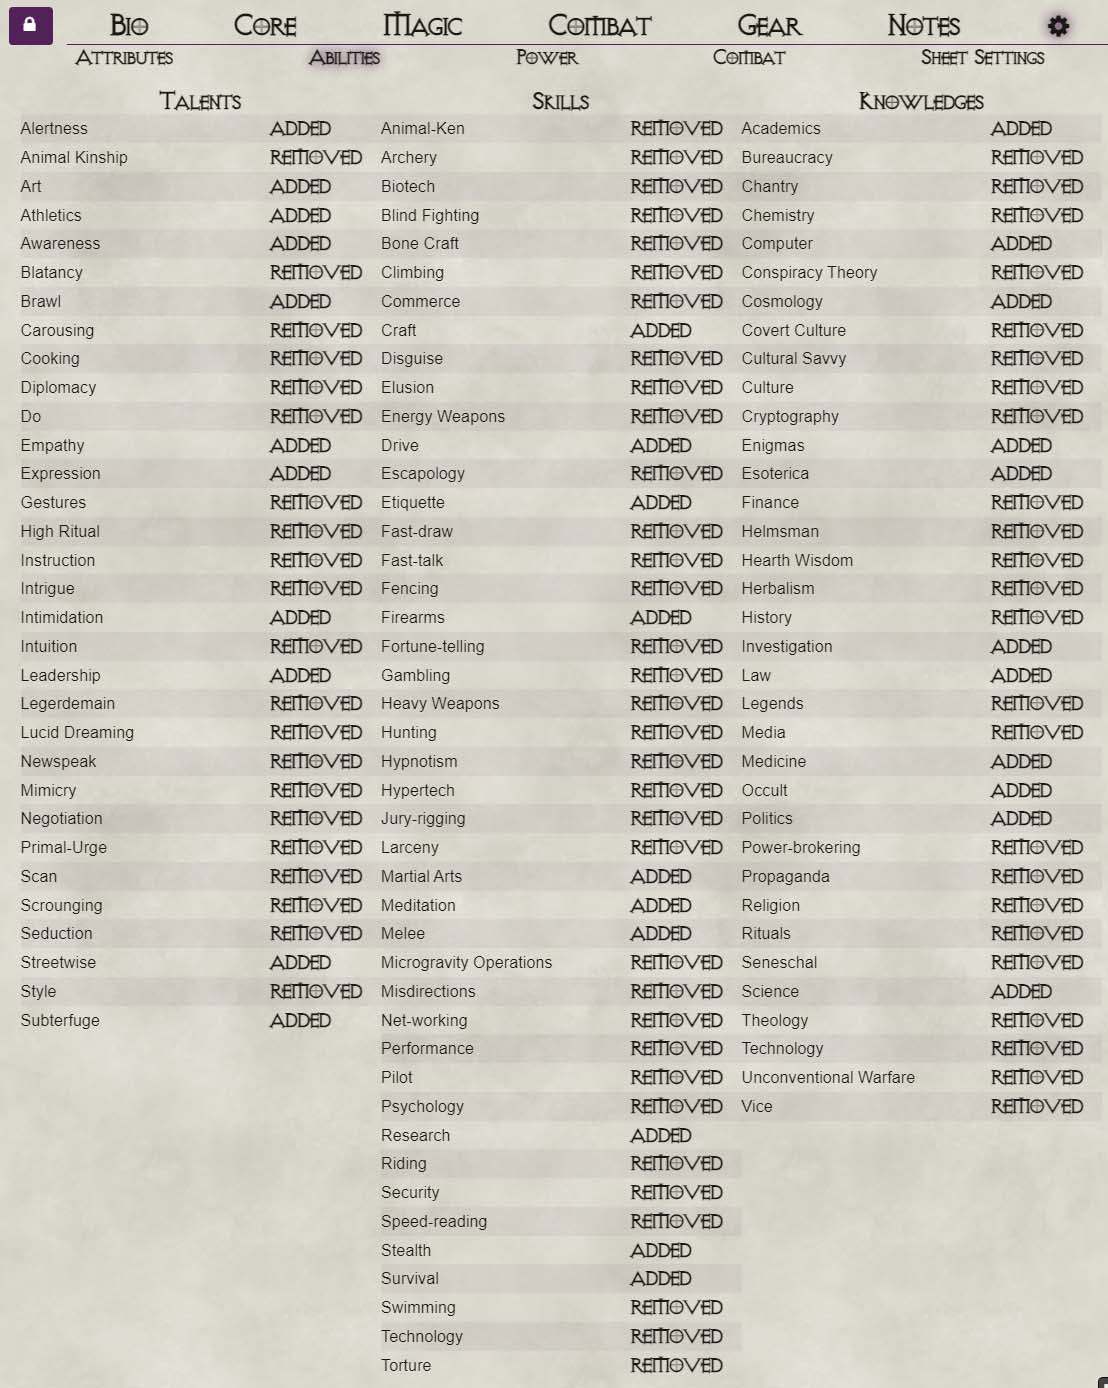 Bio Core Magic Combat Gear Notes
Attributes Abilities Power Combat Sheet Settings
Talents Skills Knowledges
Alertness ADDED Animal-Ken REMOVED Academics ADDED
Animal Kinship REMOVED Archery REMOVED Bureaucracy REMOVED
Art ADDED Biotech REMOVED Chantry REMOVED
Athletics ADDED Blind Fighting REMOVED Chemistry REMOVED
Awareness ADDED Bone Craft REMOVED Computer ADDED
Blatancy REMOVED Climbing REMOVED Conspiracy Theory REMOVED
Brawl ADDED Commerce REMOVED Cosmology ADDED
Carousing REMOVED Craft ADDED Covert Culture REMOVED
Cooking REMOVED Disguise REMOVED Cultural Savvy REMOVED
Diplomacy REMOVED Elusion REMOVED Culture REMOVED
Do REMOVED Energy Weapons REMOVED Cryptography REMOVED
Empathy ADDED Drive ADDED Enigmas ADDED
Expression ADDED Escapology REMOVED Esoterica ADDED
Gestures REMOVED Etiquette ADDED Finance REMOVED
High Ritual REMOVED Fast-draw REMOVED Helmsman REMOVED
Instruction REMOVED Fast-talk REMOVED Hearth Wisdom REMOVED
Intrigue REMOVED Fencing REMOVED Herbalism REMOVED
Intimidation ADDED Firearms ADDED History REMOVED
Intuition REMOVED Fortune-telling REMOVED Investigation ADDED
Leadership ADDED Gambling REMOVED Law ADDED
Legerdemain REMOVED Heavy Weapons REMOVED Legends REMOVED
Lucid Dreaming REMOVED Hunting REMOVED Media REMOVED
Newspeak REMOVED Hypnotism REMOVED Medicine ADDED
Mimicry REMOVED Hypertech REMOVED Occult ADDED
Negotiation REMOVED Jury-rigging REMOVED Politics ADDED
Primal-Urge REMOVED Larceny REMOVED Power-brokering REMOVED
Scan REMOVED Martial Arts ADDED Propaganda REMOVED
Scrounging REMOVED Meditation ADDED Religion REMOVED
Seduction REMOVED Melee ADDED Rituals REMOVED
Streetwise ADDED Microgravity Operations REMOVED Seneschal REMOVED
Style REMOVED Misdirections REMOVED Science ADDED
Subterfuge ADDED Net-working REMOVED Theology REMOVED
Performance REMOVED Technology REMOVED
Pilot REMOVED Unconventional Warfare REMOVED
Psychology REMOVED Vice REMOVED
Research ADDED
Riding REMOVED
Security REMOVED
Speed-reading REMOVED
Stealth ADDED
Survival ADDED
Swimming REMOVED
Technology REMOVED
Torture REMOVED